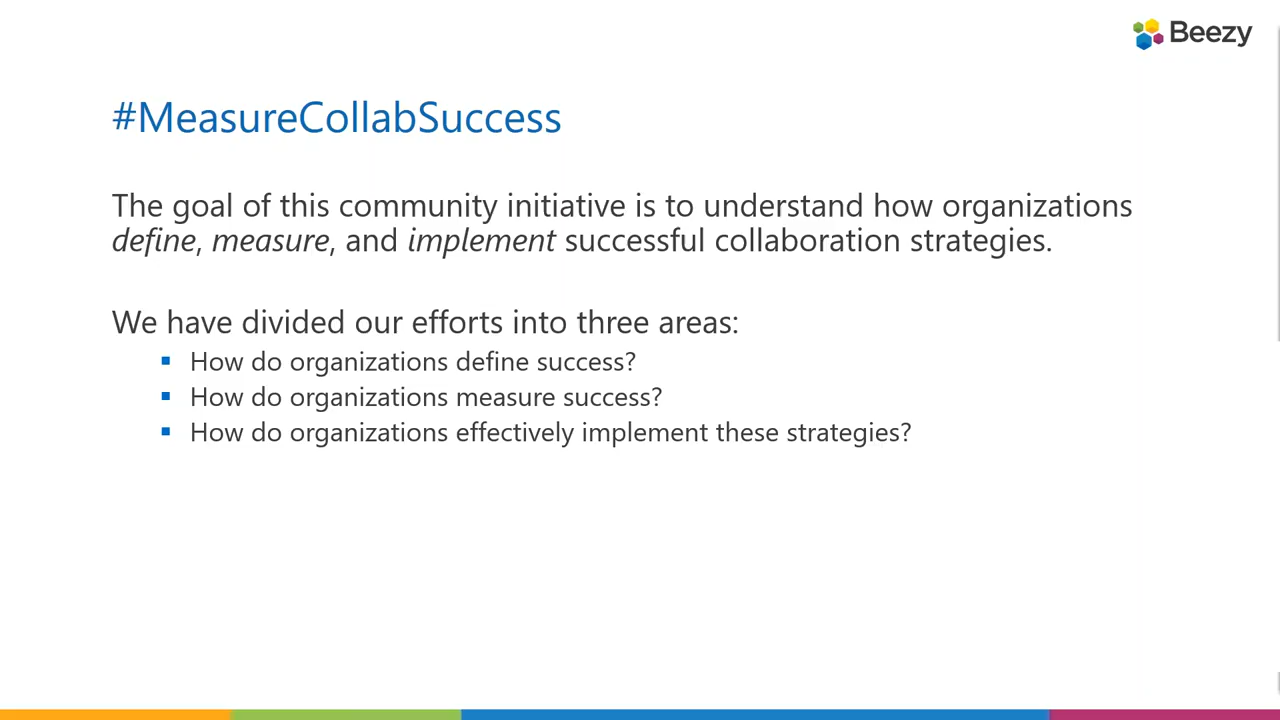 Beezy
#MeasureCollabSuccess
The goal of this community initiative is to understand how organizations
define, measure, and implement successful collaboration strategies.
We have divided our efforts into three areas:
How do organizations define success?
How do organizations measure success?
How do organizations effectively implement these strategies?